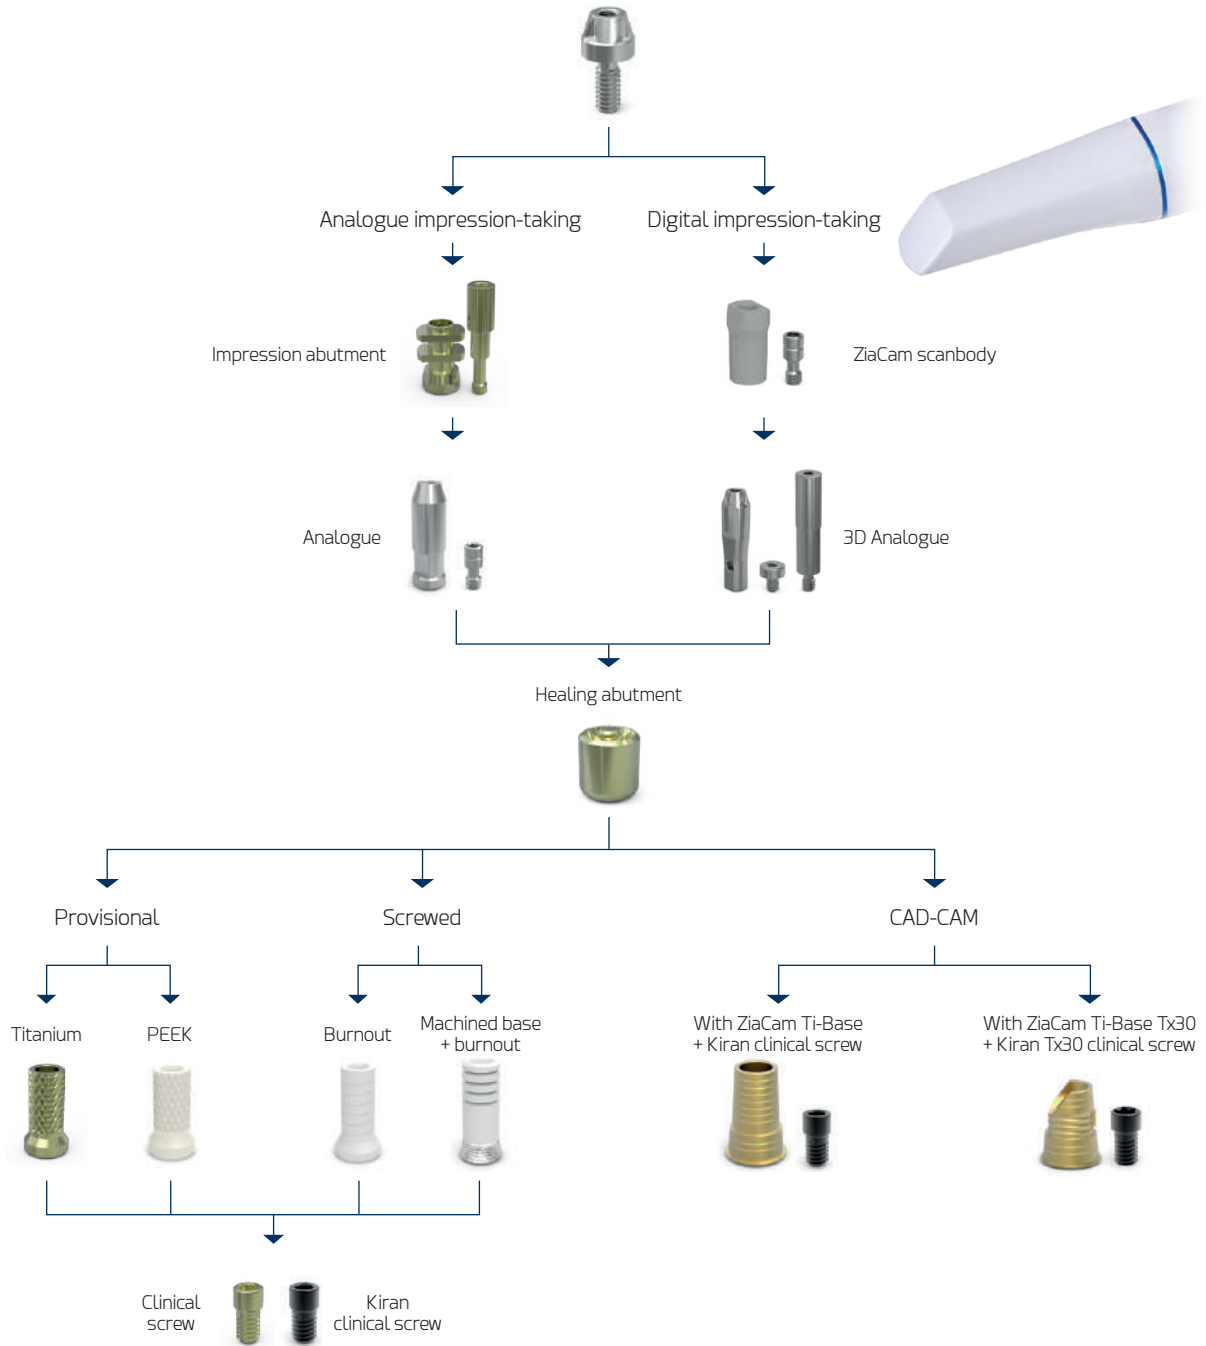 Analogue impression-taking
Digital impression-taking
Impression abutment
ZiaCam scanbody
Analogue
3D Analogue
Healing abutment
Provisional
Screwed
CAD-CAM
Titanium
PEEK
Burnout
Machined base
+ burnout
With ZiaCam Ti-Base
+ Kiran clinical screw
With ZiaCam Ti-Base Tx30
+ Kiran Tx30 clinical screw
Clinical
screw
Kiran
clinical screw